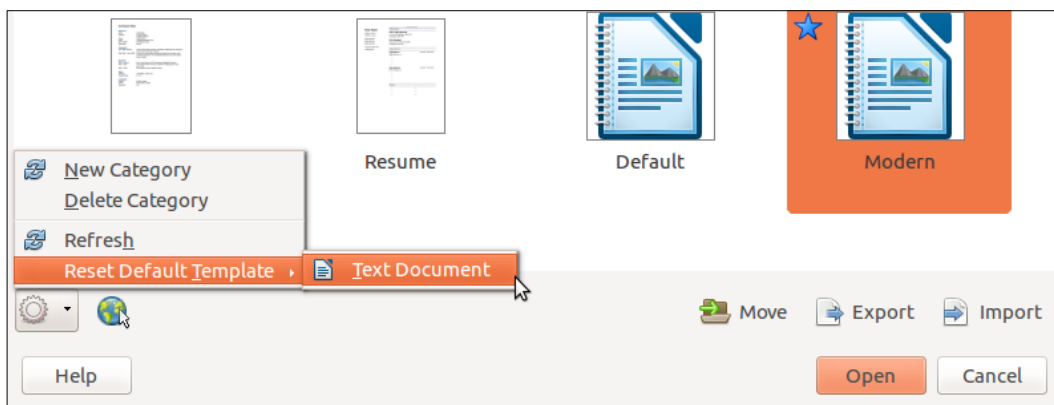 Resume
Default
Modern
New Category
Delete Category
Refresh
Reset Default Template
Text Document
Move
Export
Import
Help
Open
Cancel